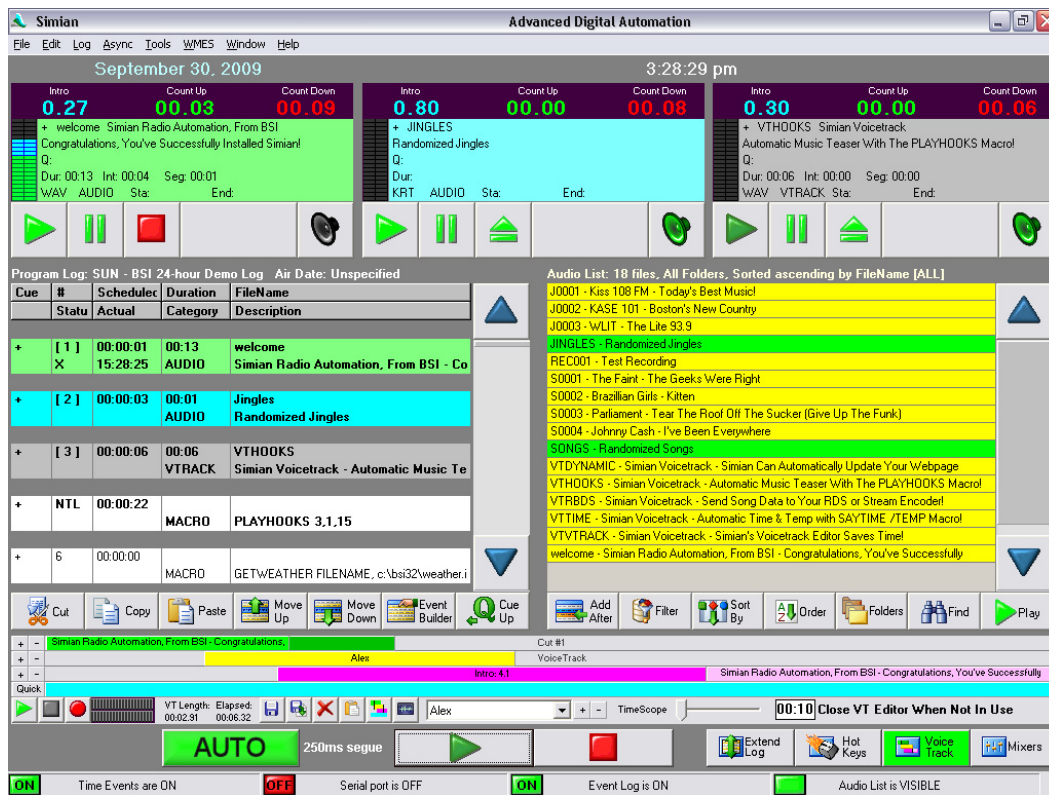 Simian Advanced Digital Automation
File Edit Log Async Tools WMES Window Help
September 30, 2009 3:28:29 pm
Intro Count Up Count Down Intro Count Up Count Down Intro Count Up Count Down
0.27 00.03 00.09 0.80 00.00 00.08 0.30 00.00 00.06
+ welcome Simian Radio Automation, From BSI
Congratulations, You've Successfully Installed Simian!
Q:
Dur: 00:13 Int: 00:04 Seg: 00:01
WAV AUDIO Sta: End:
+ JINGLES
Randomized Jingles
Q:
Dur:
KRT AUDIO Sta: End:
+ VTHOOKS Simian Voicetrack
Automatic Music Teaser With The PLAYHOOKS Macro!
Q:
Dur: 00:06 Int: 00:00 Seg: 00:00
WAV VTRACK Sta: End:
Program Log: SUN - BSI 24-hour Demo Log Air Date: Unspecified
Cue # Schedulec Duration FileName
Statu Actual Category Description
+ [ 1 ] 00:00:01 00:13 welcome
X 15:28:25 AUDIO Simian Radio Automation, From BSI - Co
+ [ 2 ] 00:00:03 00:01 Jingles
AUDIO Randomized Jingles
+ [ 3 ] 00:00:06 00:06 VTHOOKS
VTRACK Simian Voicetrack - Automatic Music Te
+ NTL 00:00:22
MACRO PLAYHOOKS 3,1,15
+ 6 00:00:00
MACRO GETWEATHER FILENAME, c:\bsi32\weather.i
Cut Copy Paste Move Up Move Down Event Builder Cue Up
Audio List: 18 files, All Folders, Sorted ascending by FileName [ALL]
J0001 - Kiss 108 FM - Today's Best Music!
J0002 - KASE 101 - Boston's New Country
J0003 - WLIT - The Lite 93.9
JINGLES - Randomized Jingles
REC001 - Test Recording
S0001 - The Faint - The Geeks Were Right
S0002 - Brazillian Girls - Kitten
S0003 - Parliament - Tear The Roof Off The Sucker (Give Up The Funk)
S0004 - Johnny Cash - I've Been Everywhere
SONGS - Randomized Songs
VTDYNAMIC - Simian Voicetrack - Simian Can Automatically Update Your Webpage
VTHOOKS - Simian Voicetrack - Automatic Music Teaser With The PLAYHOOKS Macro!
VTRBDS - Simian Voicetrack - Send Song Data to Your RDS or Stream Encoder!
VTTIME - Simian Voicetrack - Automatic Time & Temp with SAYTIME /TEMP Macro!
VTVTRACK - Simian Voicetrack - Simian's Voicetrack Editor Saves Time!
welcome - Simian Radio Automation, From BSI - Congratulations, You've Successfully
Add After Filter Sort By Order Folders Find Play
+ - Simian Radio Automation, From BSI - Congratulations, Cut #1
+ - Alex VoiceTrack
+ - Intro: 4.1 Simian Radio Automation, From BSI - Congratulations, You've Successfully
Quick
VT Length: Elapsed:
00:02.91 00:06.32
Alex + - TimeScope 00:10 Close VT Editor When Not In Use
AUTO 250ms segue Extend Log Hot Keys Voice Track Mixers
ON Time Events are ON OFF Serial port is OFF ON Event Log is ON Audio List is VISIBLE